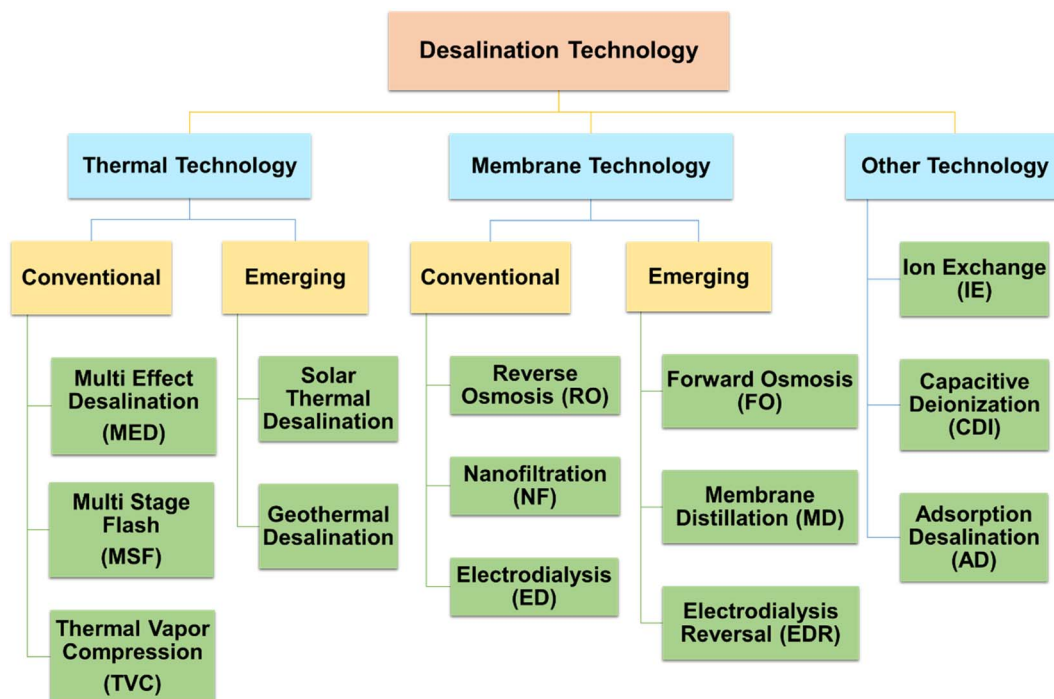 Desalination Technology
Thermal Technology
Membrane Technology
Other Technology
Conventional
Emerging
Conventional
Emerging
Multi Effect
Desalination
(MED)
Multi Stage
Flash
(MSF)
Thermal Vapor
Compression
(TVC)
Solar
Thermal
Desalination
Geothermal
Desalination
Reverse
Osmosis (RO)
Nanofiltration
(NF)
Electrodialysis
(ED)
Forward Osmosis
(FO)
Membrane
Distillation (MD)
Electrodialysis
Reversal (EDR)
Ion Exchange
(IE)
Capacitive
Deionization
(CDI)
Adsorption
Desalination
(AD)